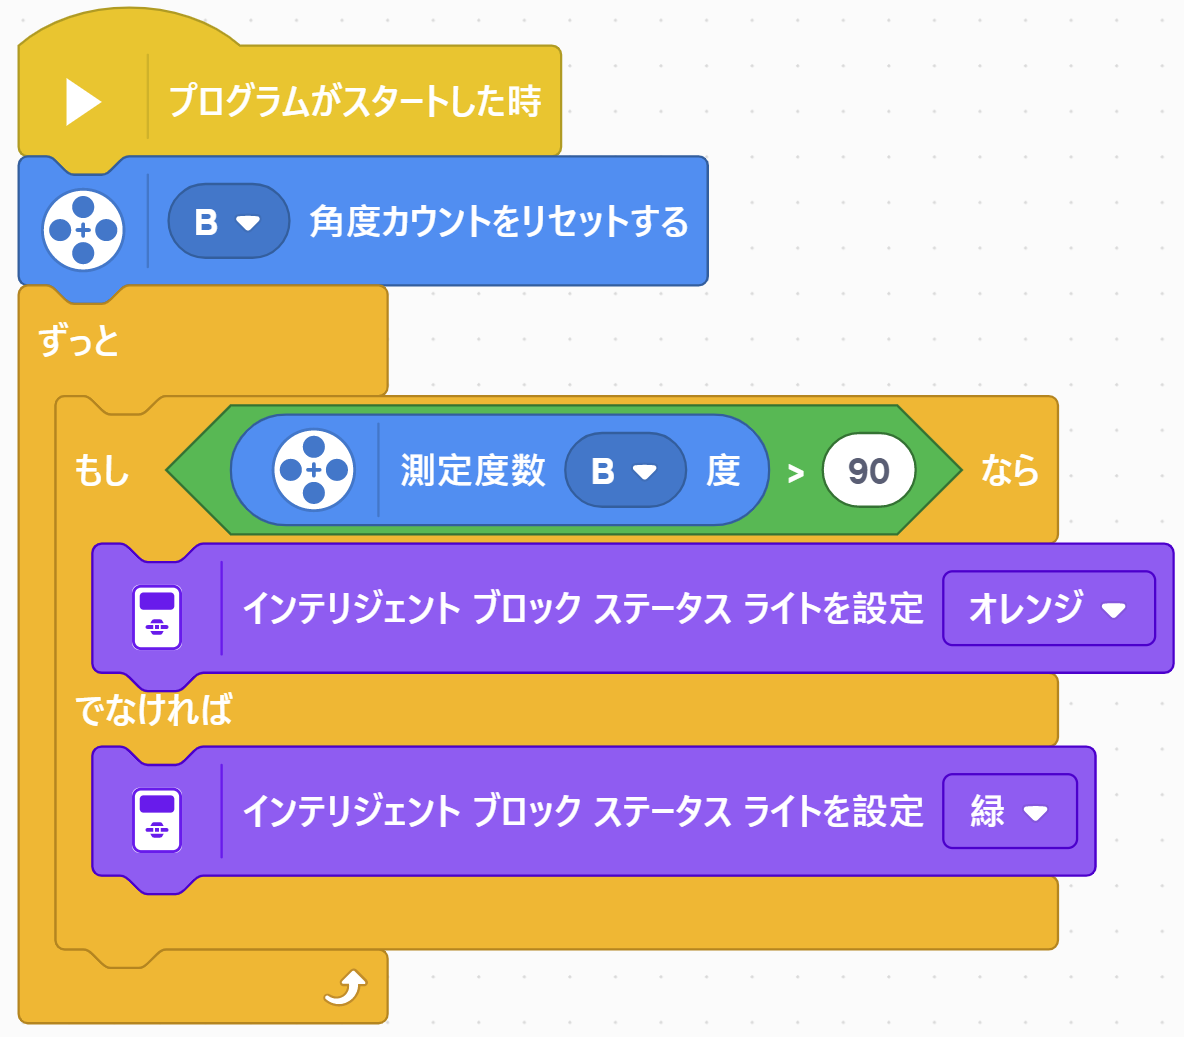 プログラムがスタートした時
B 角度カウントをリセットする
ずっと
もし 測定度数 B 度 > 90 なら
インテリジェント ブロック ステータス ライトを設定 オレンジ
でなければ
インテリジェント ブロック ステータス ライトを設定 緑